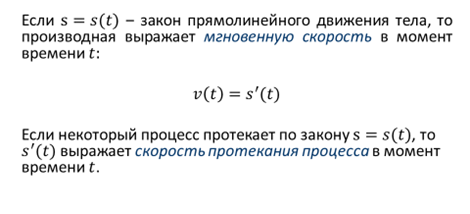 Если s = s(t) – закон прямолинейного движения тела, то
производная выражает мгновенную скорость в момент
времени t:
v(t) = s′(t)
Если некоторый процесс протекает по закону s = s(t), то
s′(t) выражает скорость протекания процесса в момент
времени t.